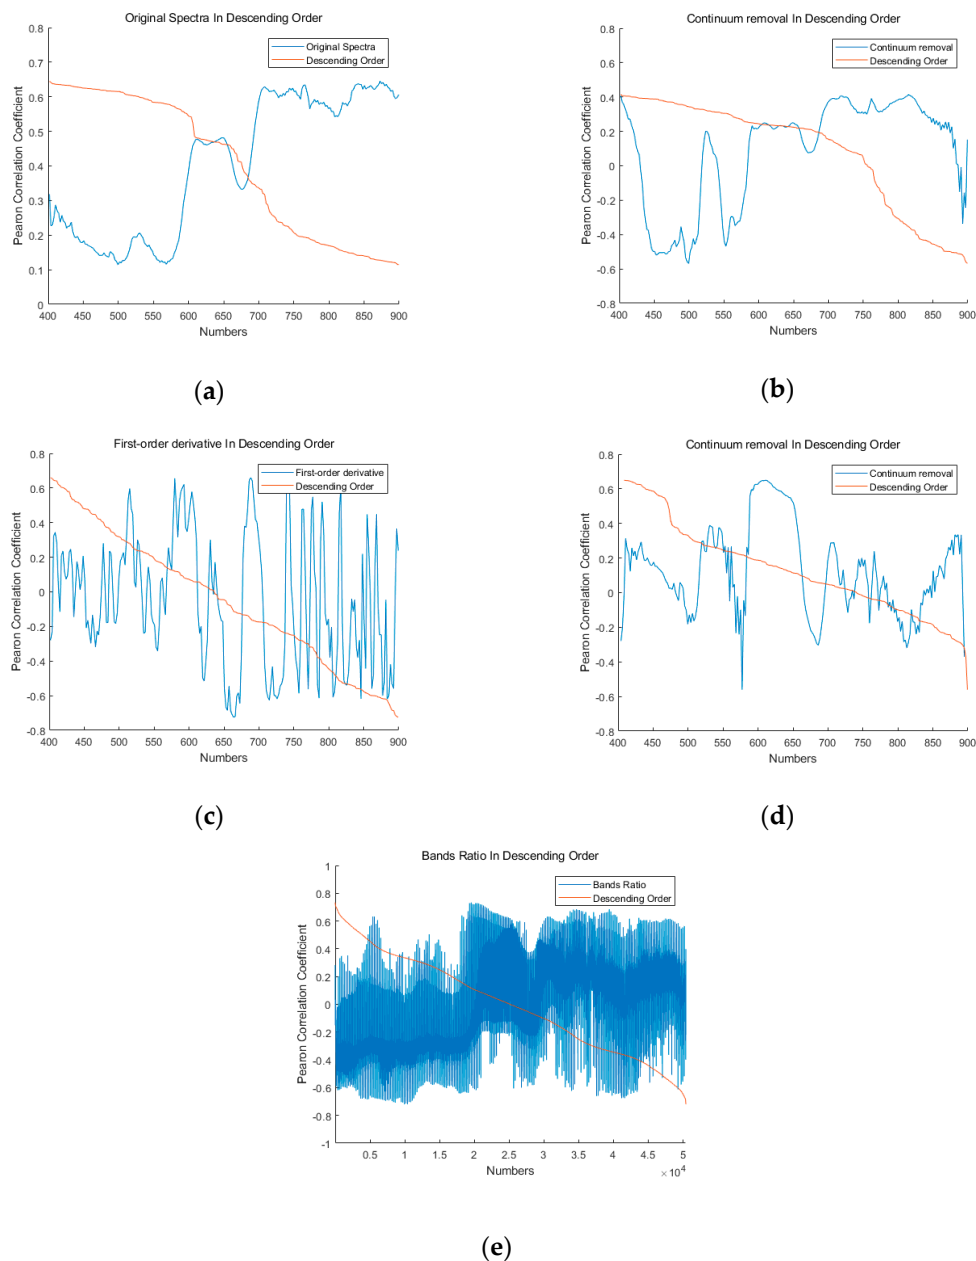 Original Spectra In Descending Order
Pearon Correlation Coefficient
0.8
0.7
0.6
0.5
0.4
0.3
0.2
0.1
0
Original Spectra
Descending Order
400 450 500 550 600 650 700 750 800 850 900
Numbers
(a)
Continuum removal In Descending Order
Pearon Correlation Coefficient
0.8
0.6
0.4
0.2
0
-0.2
-0.4
-0.6
-0.8
Continuum removal
Descending Order
400 450 500 550 600 650 700 750 800 850 900
Numbers
(b)
First-order derivative In Descending Order
Pearon Correlation Coefficient
0.8
0.6
0.4
0.2
0
-0.2
-0.4
-0.6
-0.8
First-order derivative
Descending Order
400 450 500 550 600 650 700 750 800 850 900
Numbers
(c)
Continuum removal In Descending Order
Pearon Correlation Coefficient
0.8
0.6
0.4
0.2
0
-0.2
-0.4
-0.6
-0.8
Continuum removal
Descending Order
400 450 500 550 600 650 700 750 800 850 900
Numbers
(d)
Bands Ratio In Descending Order
Pearon Correlation Coefficient
1
0.8
0.6
0.4
0.2
0
-0.2
-0.4
-0.6
-0.8
-1
Bands Ratio
Descending Order
0.5 1 1.5 2 2.5 3 3.5 4 4.5 5
Numbers
× 10⁴
(e)